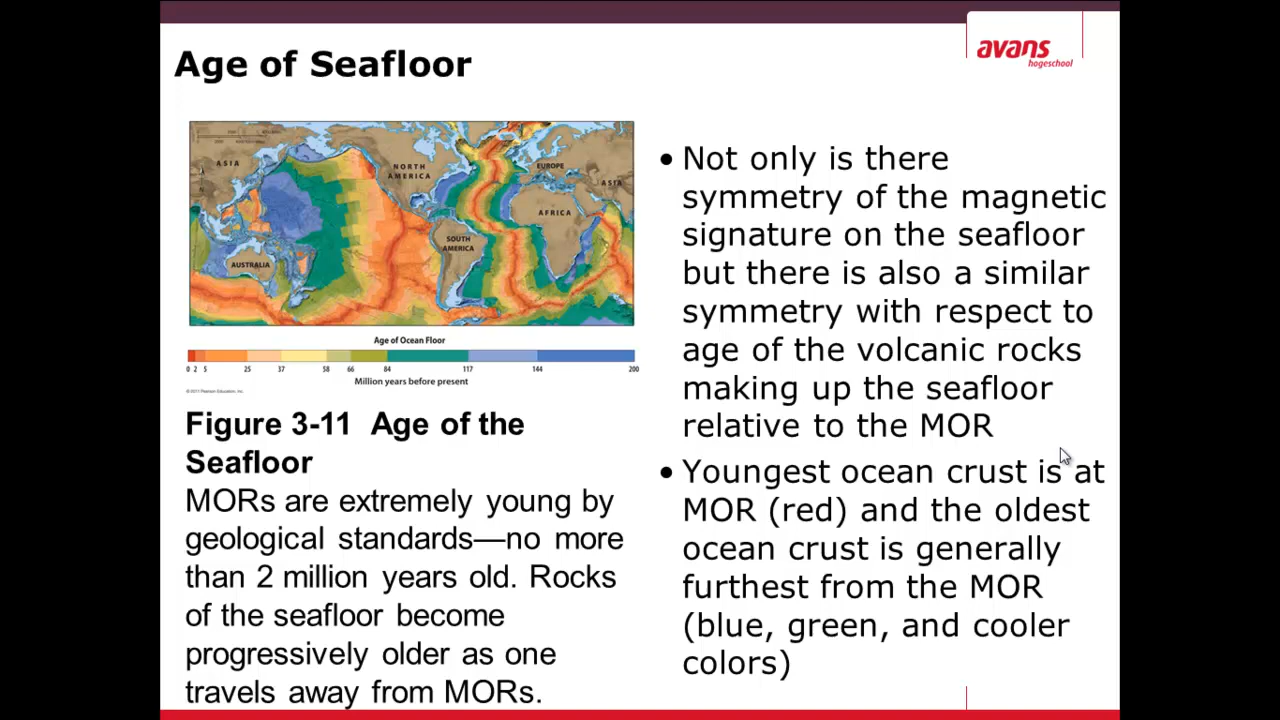 Age of Seafloor
avans
hogeschool
ASIA
NORTH
AMERICA
EUROPE
ASIA
AFRICA
SOUTH
AMERICA
AUSTRALIA
Age of Ocean Floor
0 2 5 25 37 58 66 84 117 144 200
Million years before present
© 2011 Pearson Education, Inc.
Figure 3-11 Age of the
Seafloor
MORs are extremely young by
geological standards—no more
than 2 million years old. Rocks
of the seafloor become
progressively older as one
travels away from MORs.
• Not only is there
symmetry of the magnetic
signature on the seafloor
but there is also a similar
symmetry with respect to
age of the volcanic rocks
making up the seafloor
relative to the MOR
• Youngest ocean crust is at
MOR (red) and the oldest
ocean crust is generally
furthest from the MOR
(blue, green, and cooler
colors)